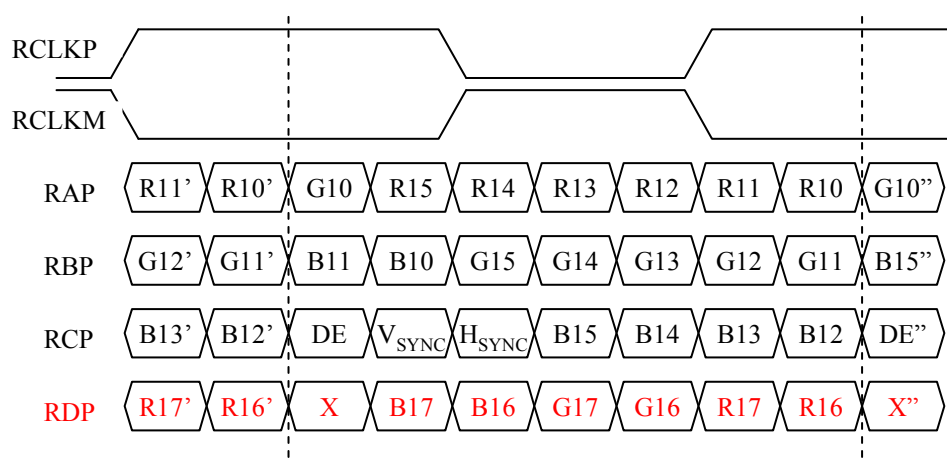 RCLKP
RCLKM
RAP R11’ R10’ G10 R15 R14 R13 R12 R11 R10 G10”
RBP G12’ G11’ B11 B10 G15 G14 G13 G12 G11 B15”
RCP B13’ B12’ DE VSYNC HSYNC B15 B14 B13 B12 DE”
RDP R17’ R16’ X B17 B16 G17 G16 R17 R16 X”